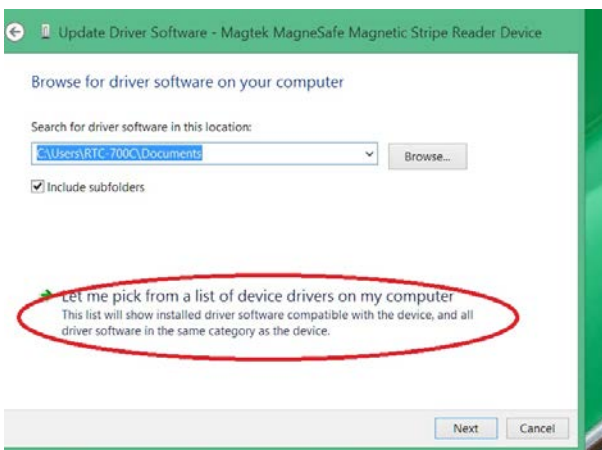 Update Driver Software - Magtek MagneSafe Magnetic Stripe Reader Device
Browse for driver software on your computer
Search for driver software in this location:
C:\Users\RTC-700C\Documents
Browse...
Include subfolders
Let me pick from a list of device drivers on my computer
This list will show installed driver software compatible with the device, and all
driver software in the same category as the device.
Next
Cancel